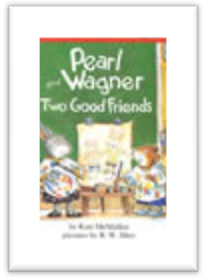 Pearl
and
Wagner
Two Good Friends
by Kate McMullan
pictures by R. W. Alley